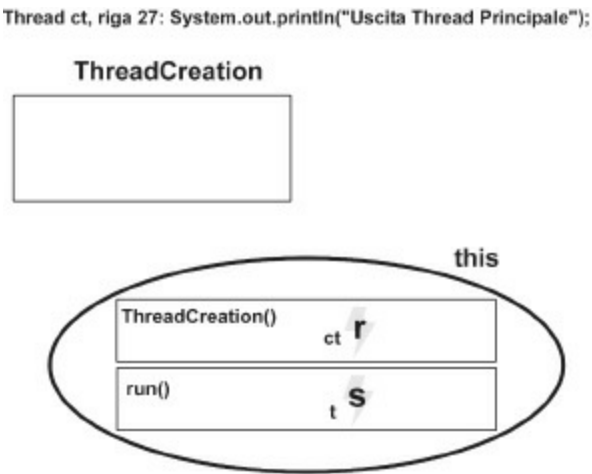 Thread ct, riga 27: System.out.println("Uscita Thread Principale");
ThreadCreation
this
ThreadCreation()
ct r
run()
t s